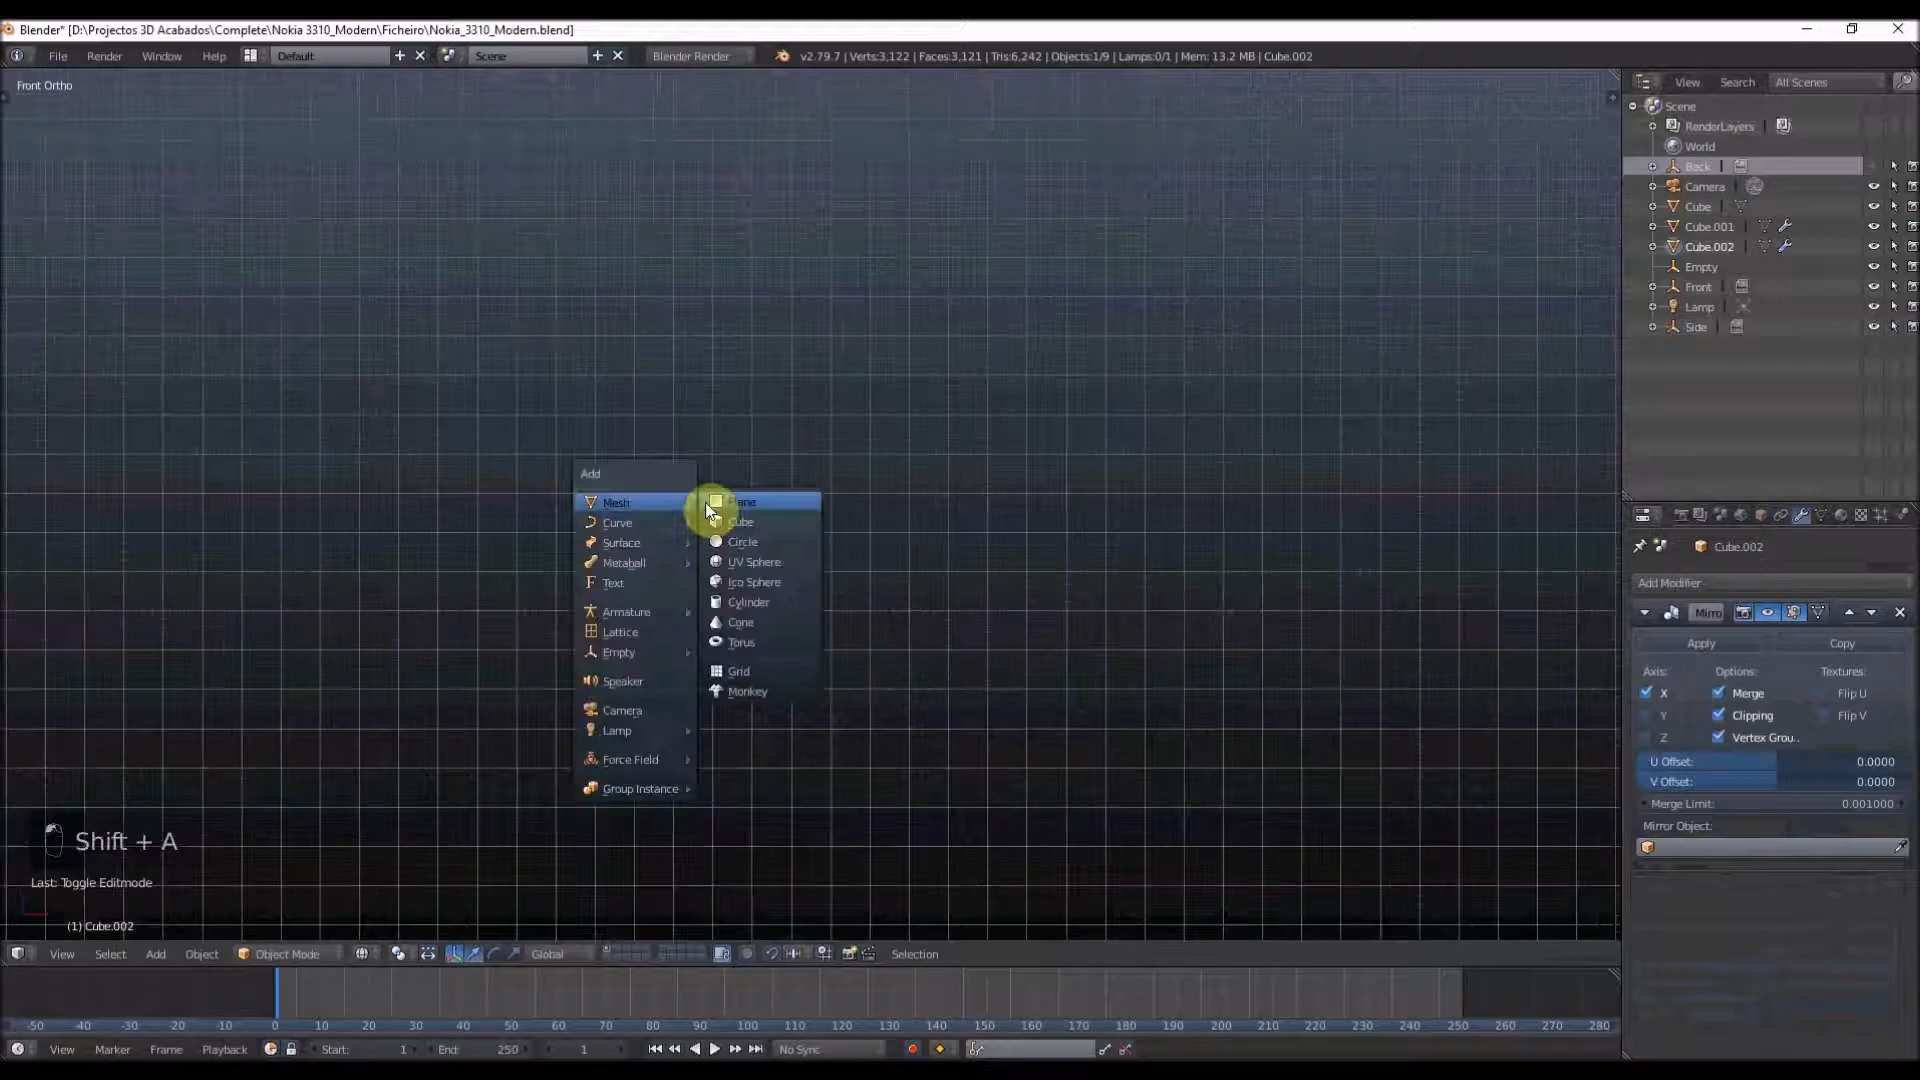 Blender* [D:\Projectos 3D Acabados\Complete\Nokia 3310_Modern\Ficheiro\Nokia_3310_Modern.blend]
File Render Window Help Default Scene Blender Render v2.79.7 | Verts:3,122 | Faces:3,121 | Tris:6,242 | Objects:1/9 | Lamps:0/1 | Mem: 13.2 MB | Cube.002
Front Ortho
View Search All Scenes
Scene
RenderLayers
World
Back
Camera
Cube
Cube.001
Cube.002
Empty
Front
Lamp
Side
Add
Mesh
Curve
Surface
Metaball
Text
Armature
Lattice
Empty
Speaker
Camera
Lamp
Force Field
Group Instance
Plane
Cube
Circle
UV Sphere
Ico Sphere
Cylinder
Cone
Torus
Grid
Monkey
Cube.002
Add Modifier
Mirro
Apply Copy
Axis: Options: Textures:
X Merge Flip U
Y Clipping Flip V
Z Vertex Grou..
U Offset: 0.0000
V Offset: 0.0000
Merge Limit: 0.001000
Mirror Object:
Shift + A
Last: Toggle Editmode
(1) Cube.002
View Select Add Object Object Mode Global Selection
-50 -40 -30 -20 -10 0 10 20 30 40 50 60 70 80 90 100 110 120 130 140 150 160 170 180 190 200 210 220 230 240 250 260 270 280
View Marker Frame Playback Start: 1 End: 250 1 No Sync